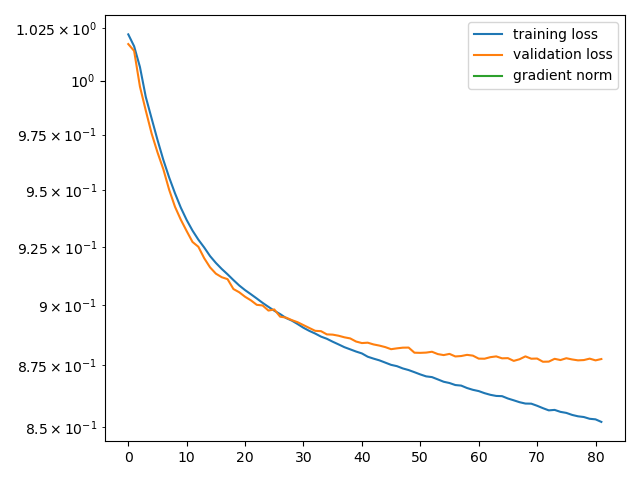 1.025 × 10⁰
10⁰
9.75 × 10⁻¹
9.5 × 10⁻¹
9.25 × 10⁻¹
9 × 10⁻¹
8.75 × 10⁻¹
8.5 × 10⁻¹
training loss
validation loss
gradient norm
0 10 20 30 40 50 60 70 80